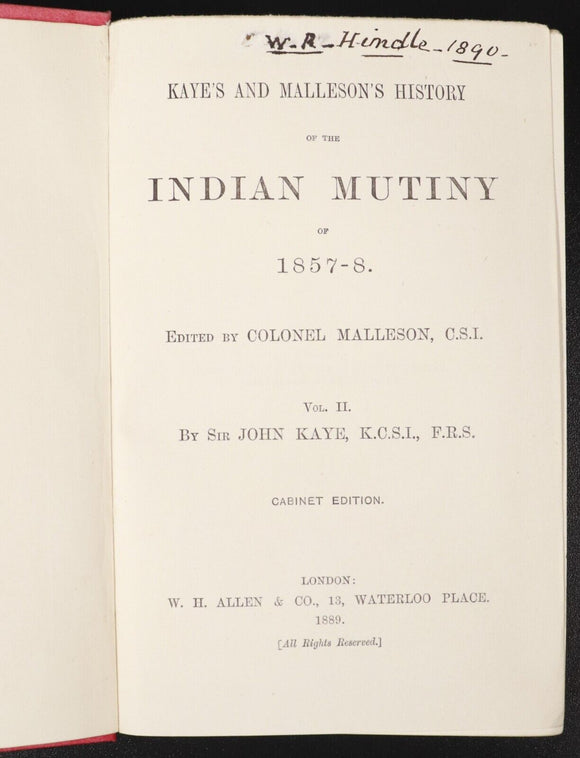 W. R. Hindle - 1890 -
KAYE'S AND MALLESON'S HISTORY
OF THE
INDIAN MUTINY
OF
1857-8.
EDITED BY COLONEL MALLESON, C.S.I.
VOL. II.
BY SIR JOHN KAYE, K.C.S.I., F.R.S.
CABINET EDITION.
LONDON:
W. H. ALLEN & CO., 13, WATERLOO PLACE.
1889.
[All Rights Reserved.]